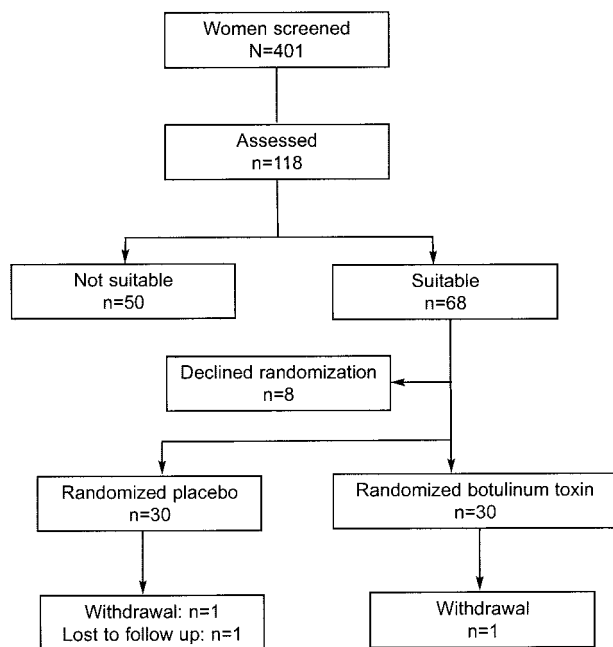 Women screened
N=401
Assessed
n=118
Not suitable
n=50
Suitable
n=68
Declined randomization
n=8
Randomized placebo
n=30
Randomized botulinum toxin
n=30
Withdrawal: n=1
Lost to follow up: n=1
Withdrawal
n=1